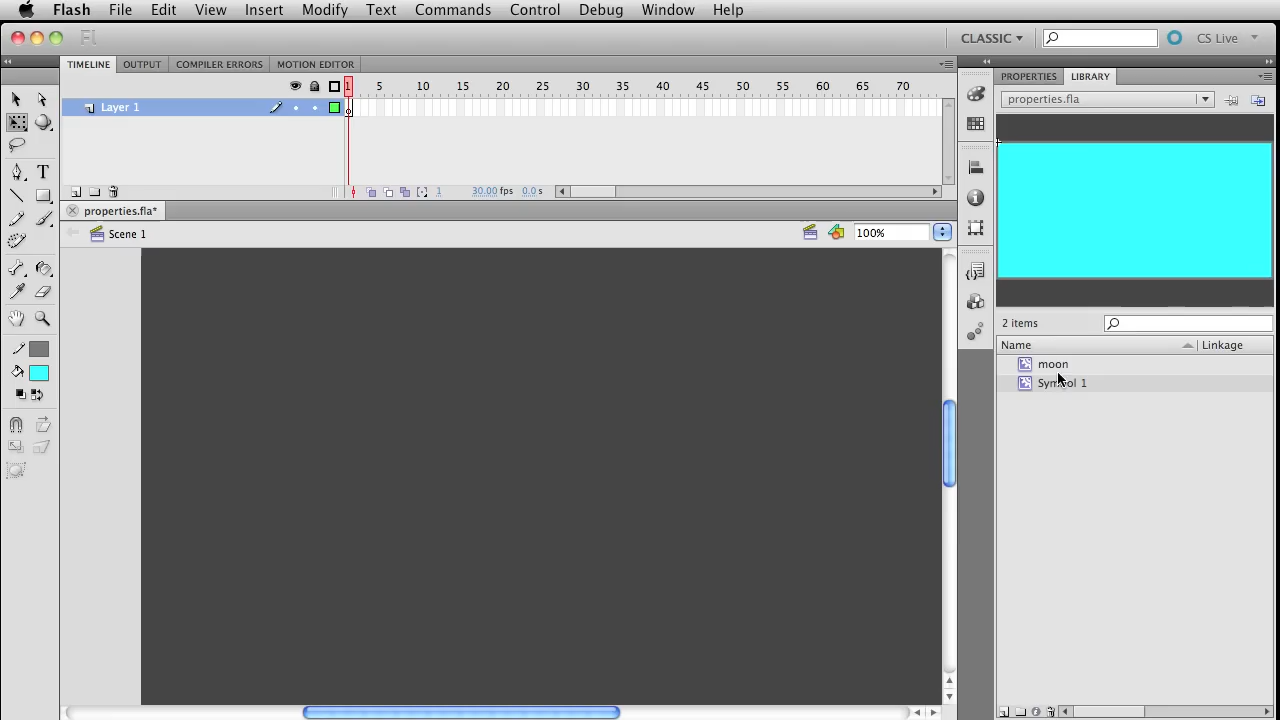 Flash File Edit View Insert Modify Text Commands Control Debug Window Help
Fl CLASSIC CS Live
TIMELINE OUTPUT COMPILER ERRORS MOTION EDITOR
1 5 10 15 20 25 30 35 40 45 50 55 60 65 70
Layer 1
1 30.00 fps 0.0 s
properties.fla*
Scene 1
100%
PROPERTIES LIBRARY
properties.fla
2 items
Name Linkage
moon
Symbol 1